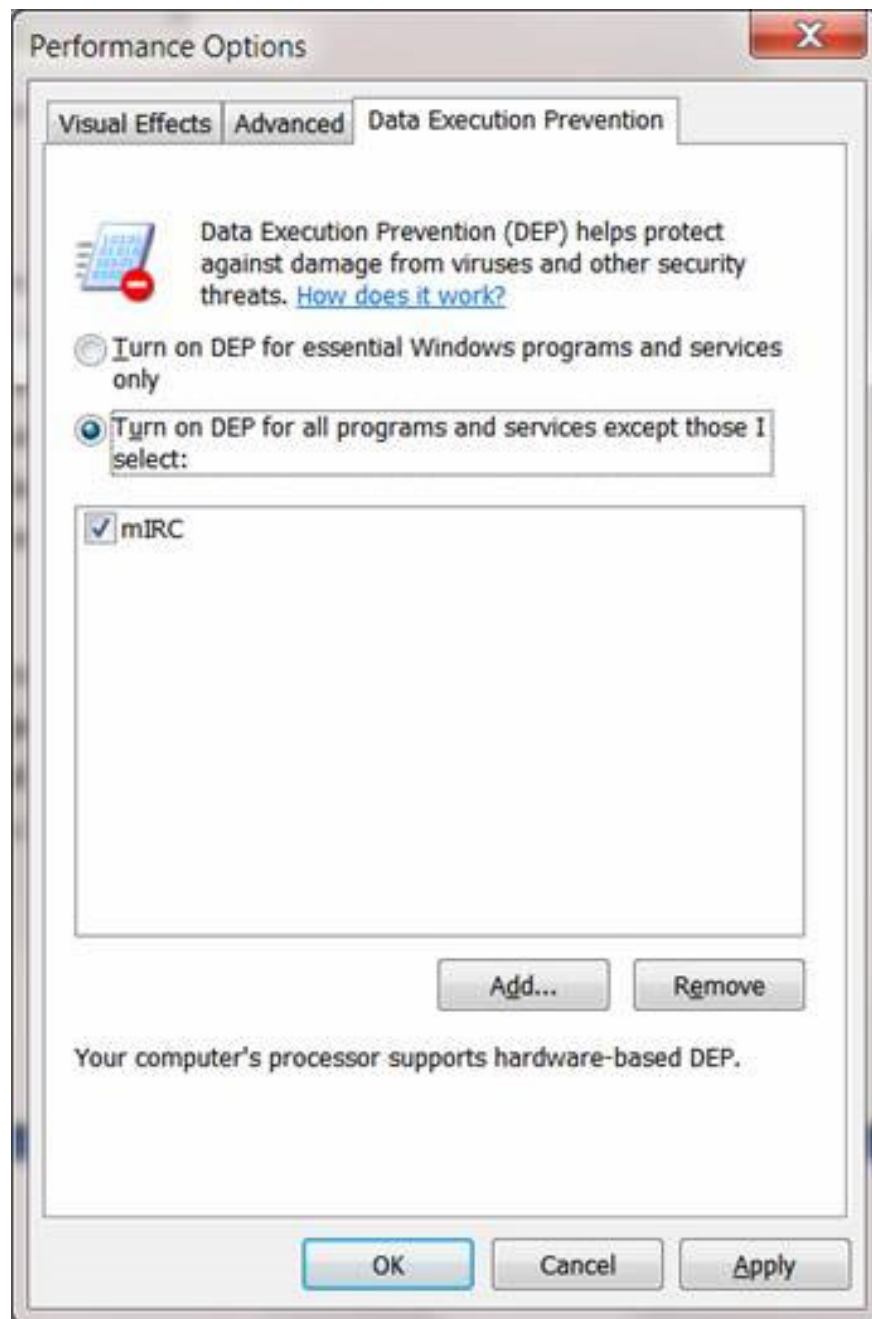 Performance Options
Visual Effects
Advanced
Data Execution Prevention
Data Execution Prevention (DEP) helps protect
against damage from viruses and other security
threats. How does it work?
Turn on DEP for essential Windows programs and services
only
Turn on DEP for all programs and services except those I
select:
mIRC
Add...
Remove
Your computer's processor supports hardware-based DEP.
OK
Cancel
Apply